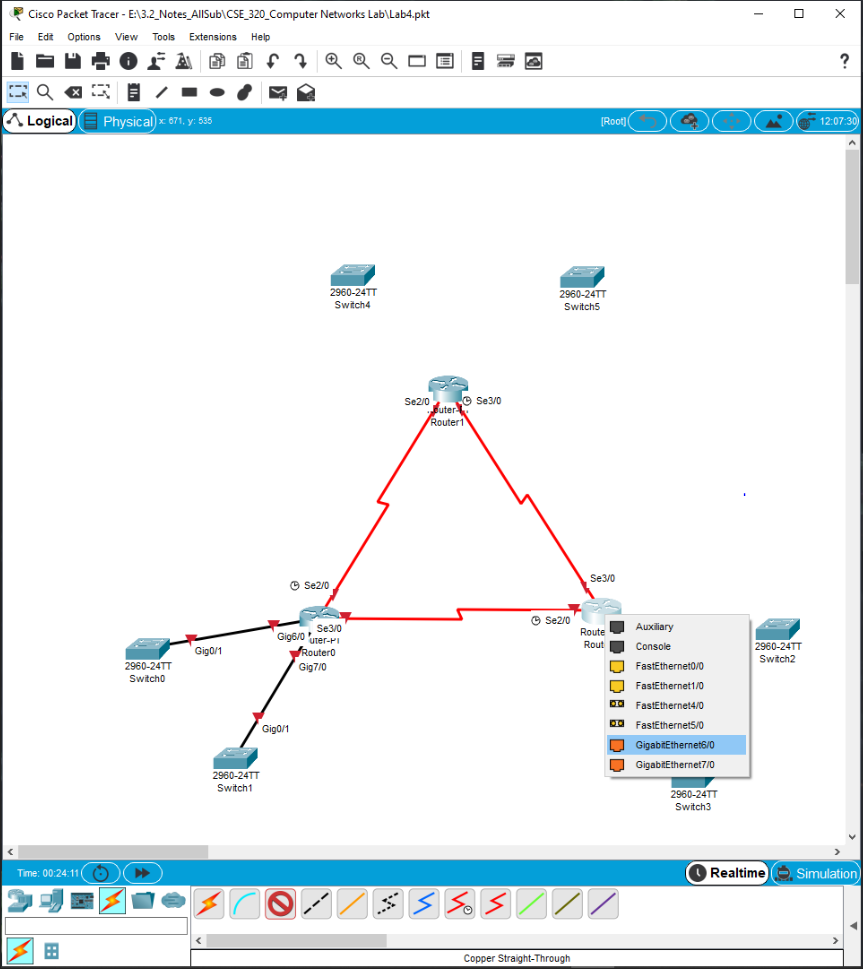 Cisco Packet Tracer - E:\3.2_Notes_AllSub\CSE_320_Computer Networks Lab\Lab4.pkt
File Edit Options View Tools Extensions Help
?
Logical Physical x: 671, y: 535 [Root] 12:07:30
2960-24TT
Switch4
2960-24TT
Switch5
Se2/0 Se3/0
Router1
Se2/0
Se3/0
Se3/0
Gig6/0
Router0
Gig7/0
Gig0/1
2960-24TT
Switch0
Gig0/1
2960-24TT
Switch1
Se2/0
Auxiliary
Console
FastEthernet0/0
FastEthernet1/0
FastEthernet4/0
FastEthernet5/0
GigabitEthernet6/0
GigabitEthernet7/0
2960-24TT
Switch2
2960-24TT
Switch3
Time: 00:24:11 Realtime Simulation
Copper Straight-Through